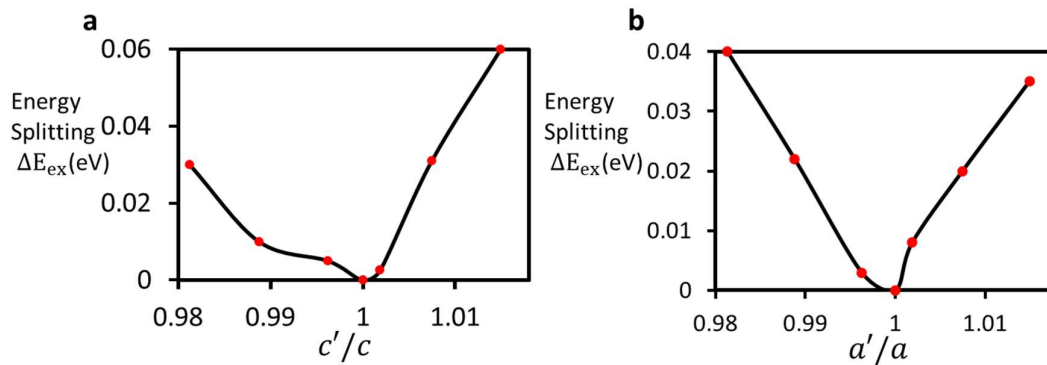 a
0.06
0.04
0.02
0
Energy
Splitting
ΔE_ex(eV)
0.98
0.99
1
1.01
c′/c
b
0.04
0.03
0.02
0.01
0
Energy
Splitting
ΔE_ex(eV)
0.98
0.99
1
1.01
a′/a